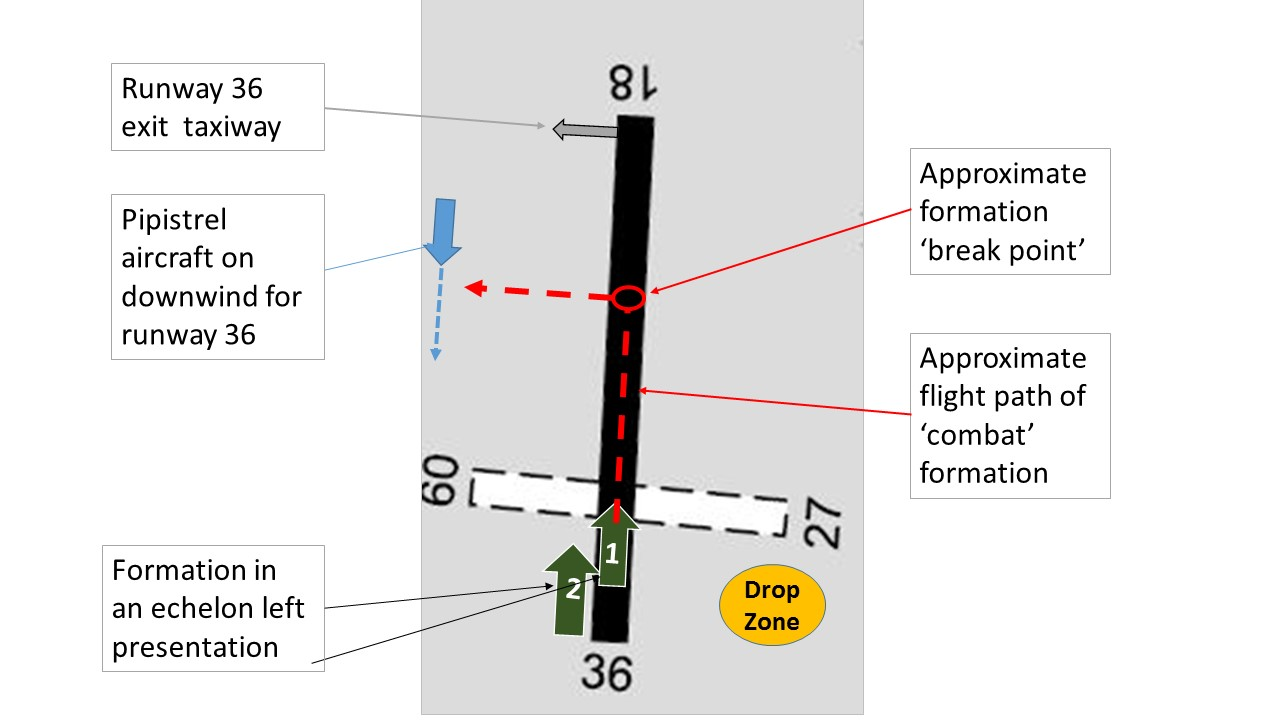 Runway 36
exit taxiway
Pipistrel
aircraft on
downwind for
runway 36
Formation in
an echelon left
presentation
18
09
27
1
2
36
Drop
Zone
Approximate
formation
‘break point’
Approximate
flight path of
‘combat’
formation